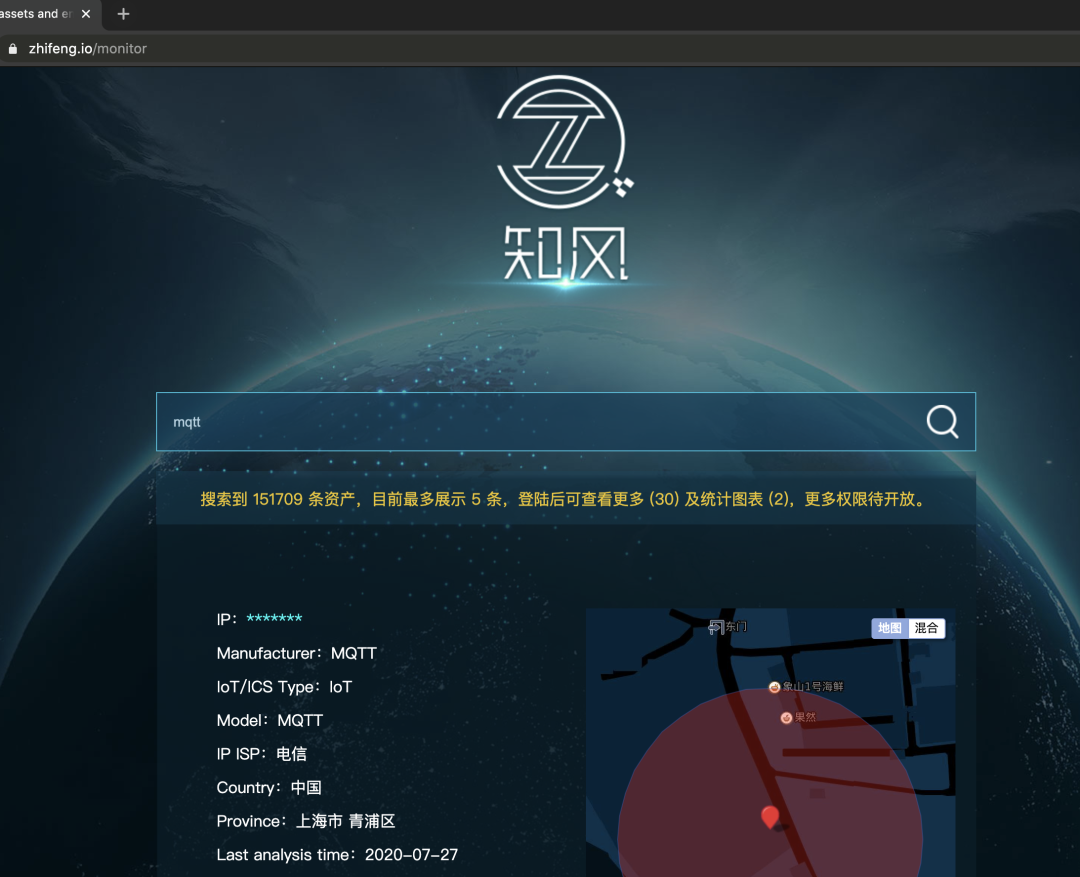 assets and er
zhifeng.io/monitor
知风
mqtt
搜索到 151709 条资产，目前最多展示 5 条，登陆后可查看更多 (30) 及统计图表 (2)，更多权限待开放。
IP：*******
Manufacturer：MQTT
IoT/ICS Type：IoT
Model：MQTT
IP ISP：电信
Country：中国
Province：上海市 青浦区
Last analysis time：2020-07-27
东门
地图 混合
象山1号海鲜
果然